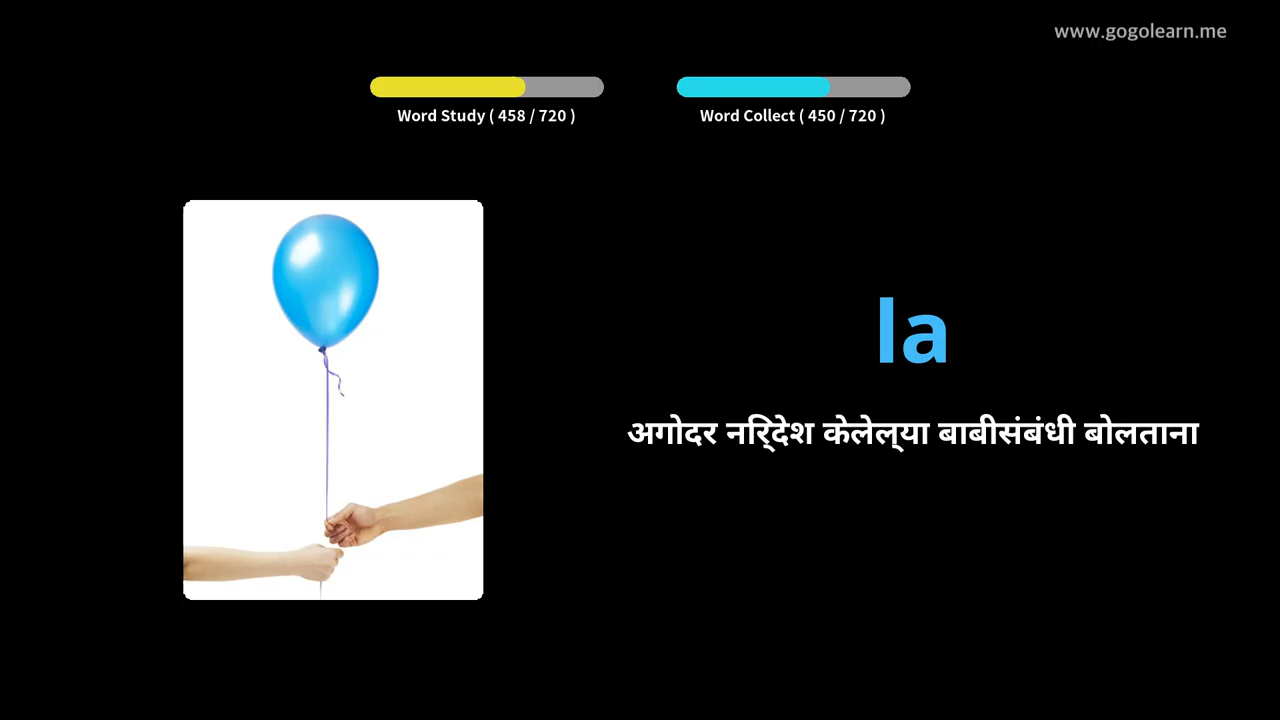 www.gogolearn.me
Word Study ( 458 / 720 )
Word Collect ( 450 / 720 )
la
अगोदर निर्देश केलेल्या बाबीसंबंधी बोलताना